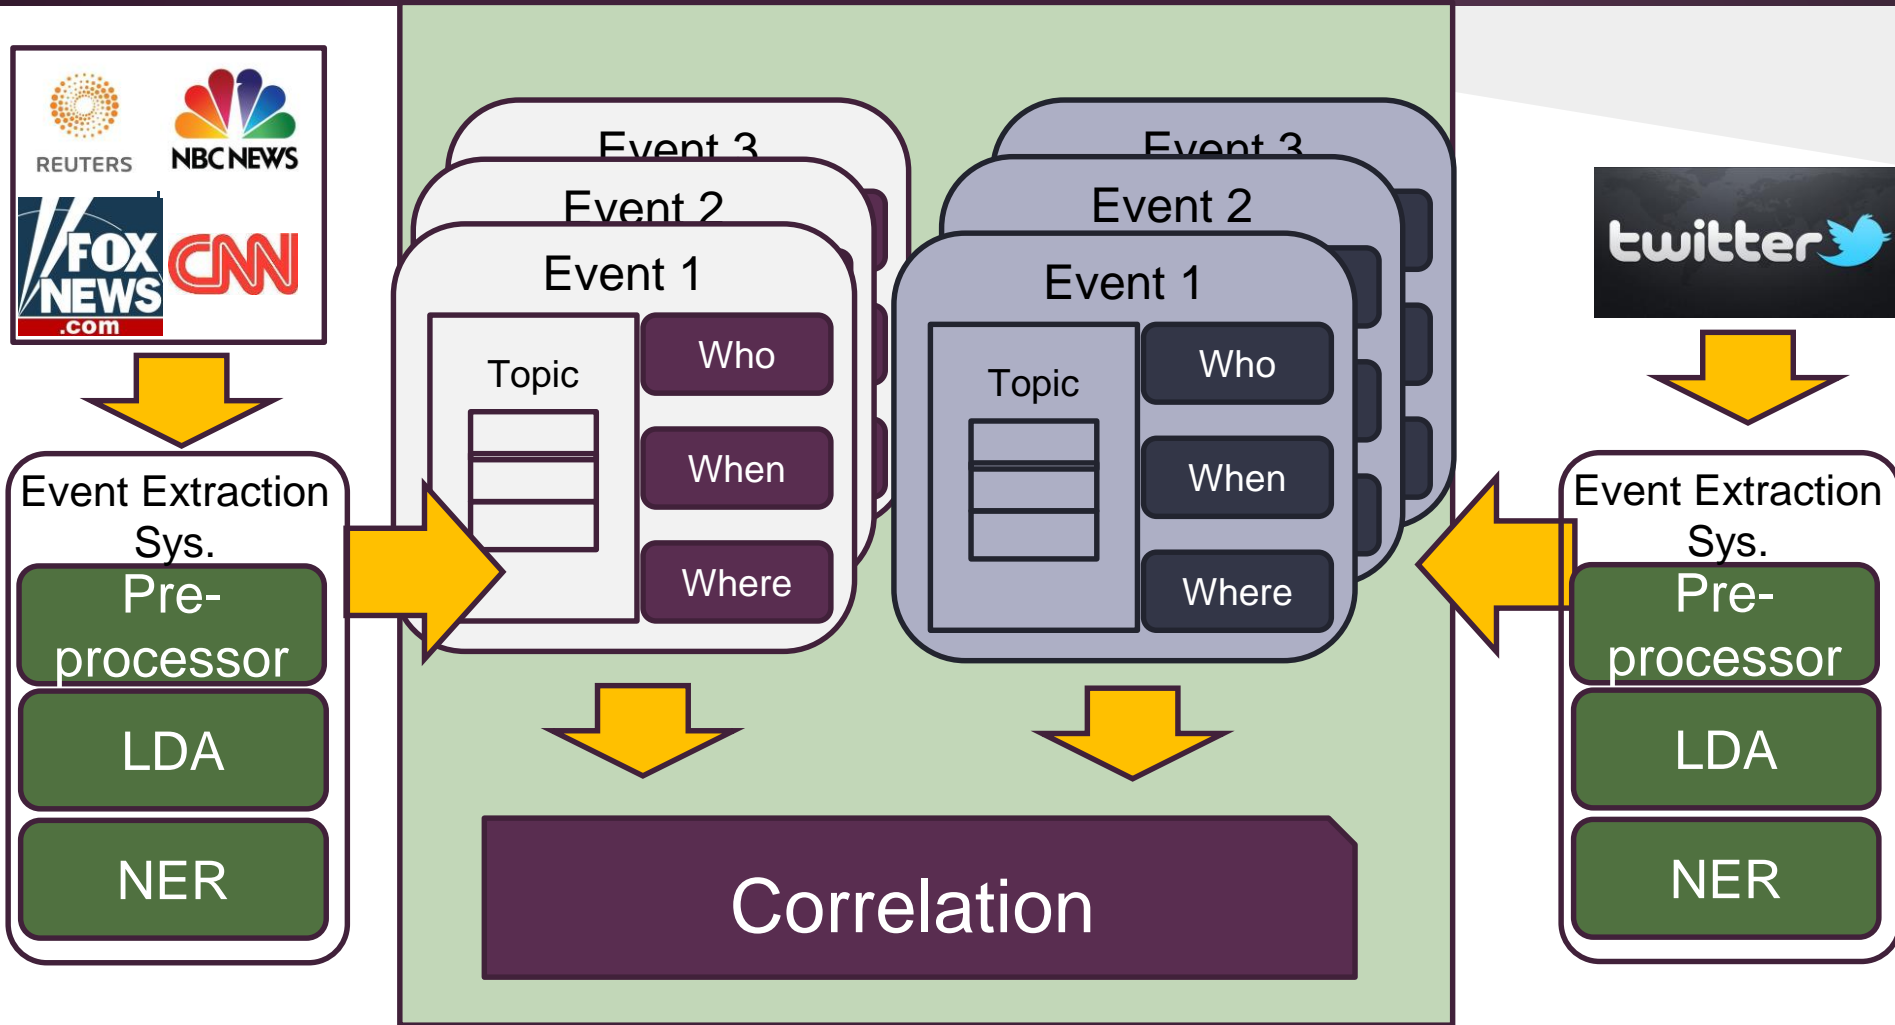 REUTERS
NBC NEWS
FOX
NEWS
.com
CNN
Event Extraction
Sys.
Pre-
processor
LDA
NER
Event 3
Event 2
Event 1
Topic
Who
When
Where
Event 3
Event 2
Event 1
Topic
Who
When
Where
Correlation
twitter
Event Extraction
Sys.
Pre-
processor
LDA
NER